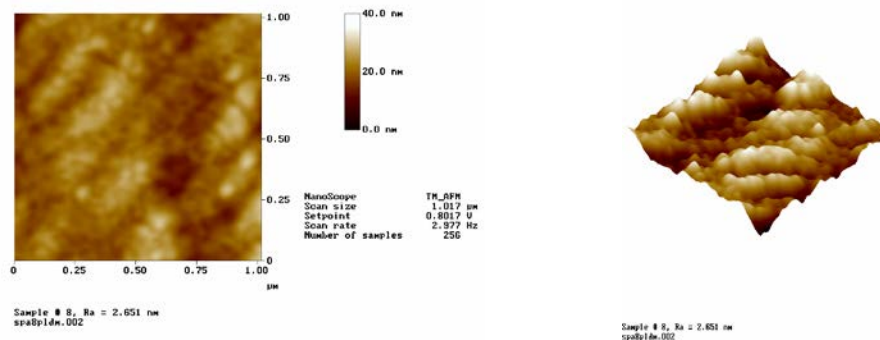 40.0 nm
20.0 nm
0.0 nm
1.00
0.75
0.50
0.25
0
0 0.25 0.50 0.75 1.00
μm
NanoScope TM_AFM
Scan size 1.017 μm
Setpoint 0.8017 V
Scan rate 2.977 Hz
Number of samples 256
Sample # 8, Ra = 2.651 nm
spa8pldm.002
Sample # 8, Ra = 2.651 nm
spa8pldm.002